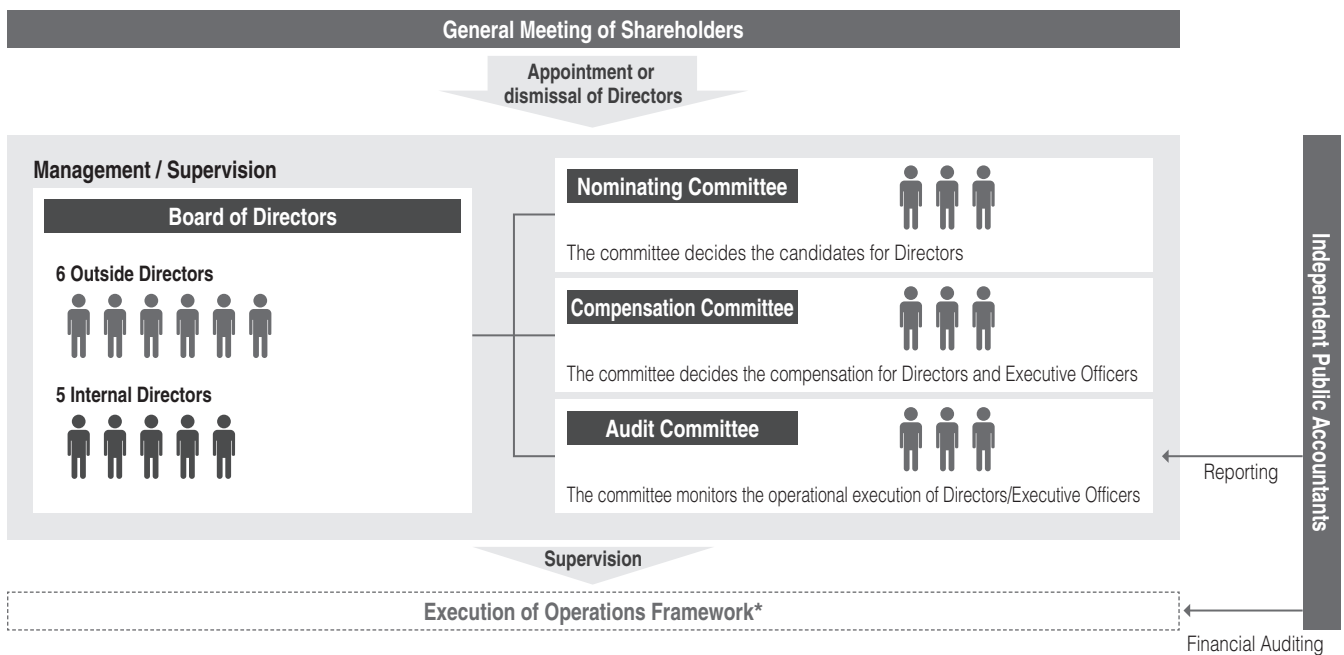 General Meeting of Shareholders
Appointment or
dismissal of Directors
Management / Supervision
Board of Directors
6 Outside Directors
5 Internal Directors
Nominating Committee
The committee decides the candidates for Directors
Compensation Committee
The committee decides the compensation for Directors and Executive Officers
Audit Committee
The committee monitors the operational execution of Directors/Executive Officers
Independent Public Accountants
Reporting
Supervision
Execution of Operations Framework*
Financial Auditing